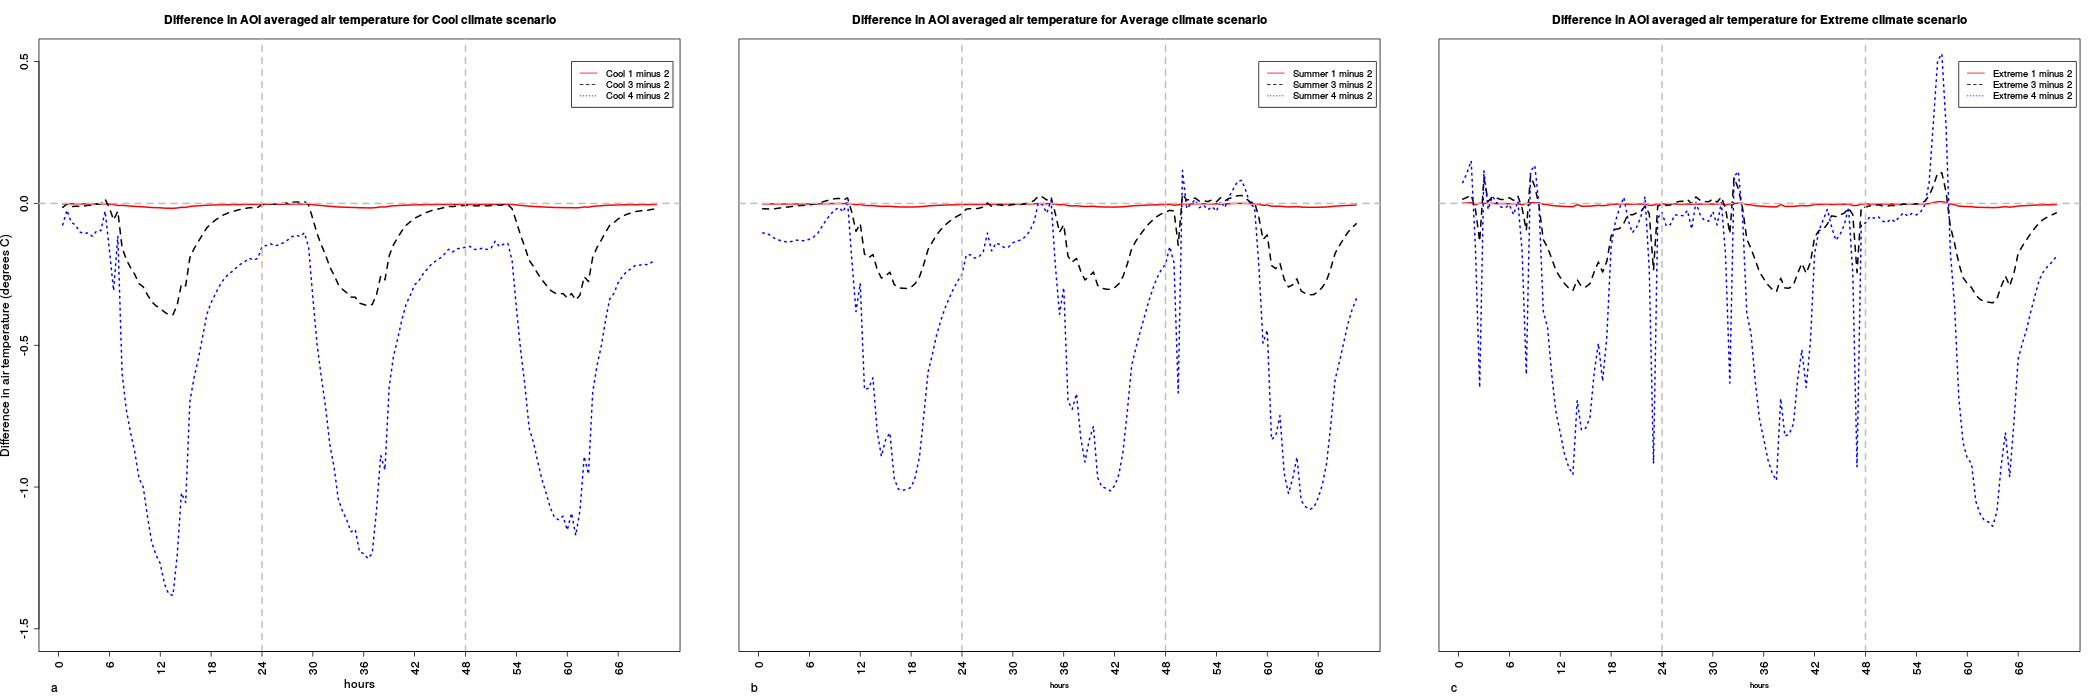 Difference in AOI averaged air temperature for Cool climate scenario
Difference in air temperature (degrees C)
0.5
0.0
-0.5
-1.0
-1.5
Cool 1 minus 2
Cool 3 minus 2
Cool 4 minus 2
0 6 12 18 24 30 36 42 48 54 60 66
hours
a
Difference in AOI averaged air temperature for Average climate scenario
Summer 1 minus 2
Summer 3 minus 2
Summer 4 minus 2
0 6 12 18 24 30 36 42 48 54 60 66
hours
b
Difference in AOI averaged air temperature for Extreme climate scenario
Extreme 1 minus 2
Extreme 3 minus 2
Extreme 4 minus 2
0 6 12 18 24 30 36 42 48 54 60 66
hours
c